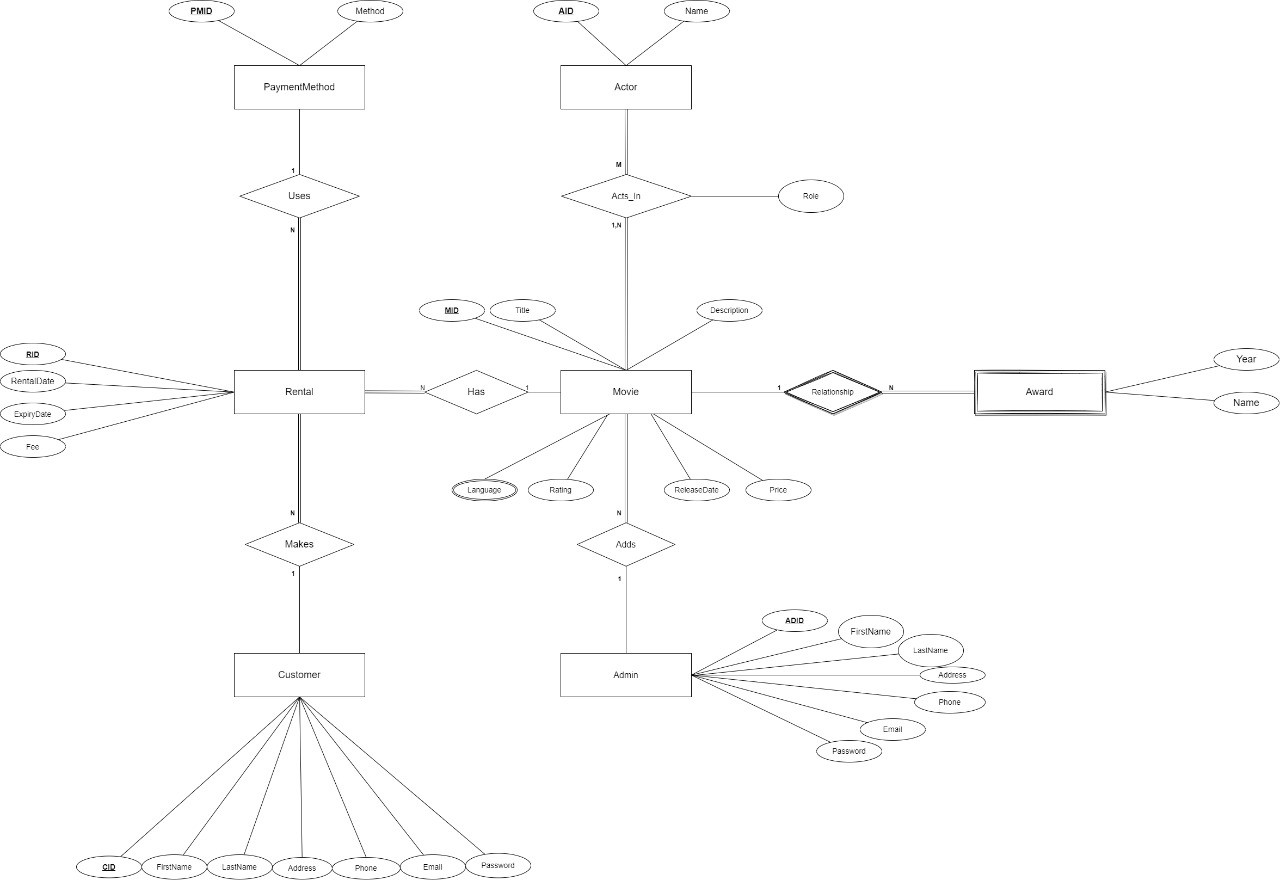 PMID
Method
AID
Name
PaymentMethod
Actor
1
M
Uses
Acts_In
Role
N
1,N
MID
Title
Description
RID
RentalDate
ExpiryDate
Fee
Rental
N
Has
1
Movie
1
Relationship
N
Award
Year
Name
Language
Rating
ReleaseDate
Price
N
N
Makes
Adds
1
1
Customer
Admin
ADID
FirstName
LastName
Address
Phone
Email
Password
CID
FirstName
LastName
Address
Phone
Email
Password